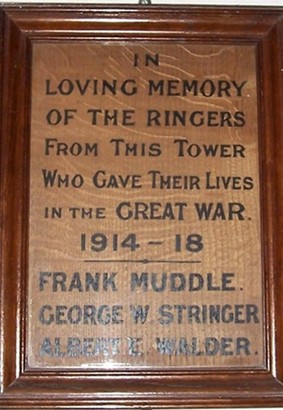 IN
LOVING MEMORY.
OF THE RINGERS
FROM THIS TOWER
WHO GAVE THEIR LIVES
IN THE GREAT WAR.
1914-18
FRANK MUDDLE.
GEORGE W. STRINGER
ALBERT E. WALDER.